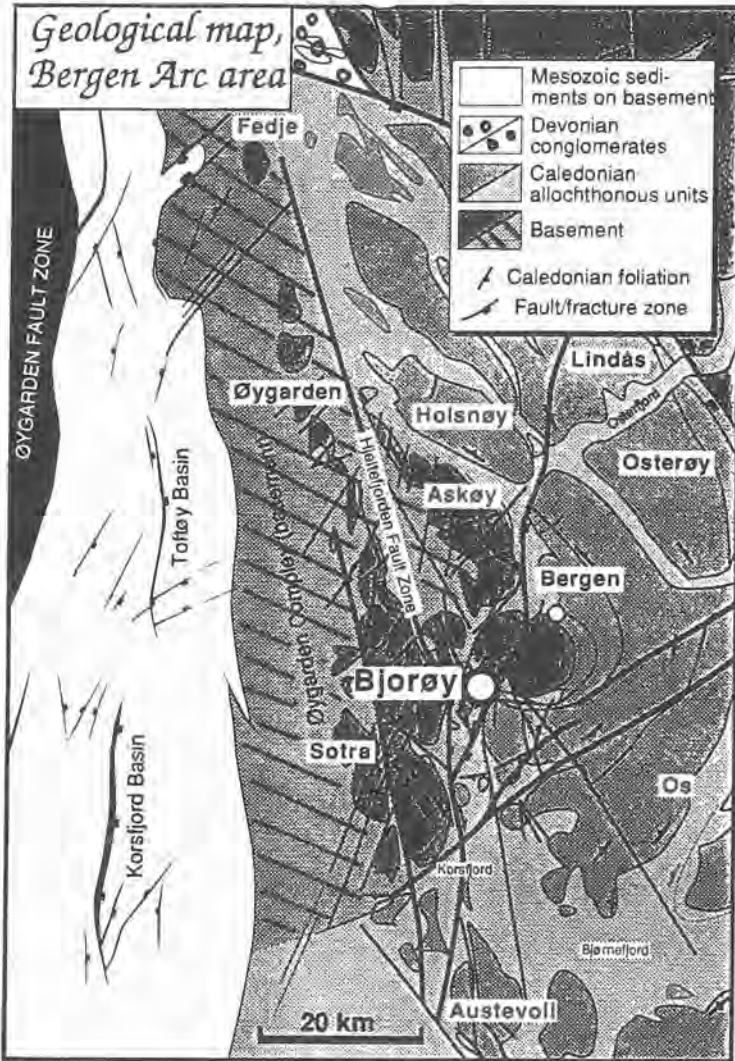 Geological map,
Bergen Arc area
Mesozoic sedi-
ments on basement
Devonian
conglomerates
Caledonian
allochthonous units
Basement
Caledonian foliation
Fault/fracture zone
Fedje
ØYGARDEN FAULT ZONE
Lindås
Osterfjord
Øygarden
Holsnøy
Osterøy
Hjeltefjorden Fault Zone
Askøy
Toftøy Basin
Øygarden Complex (basement)
Bergen
Bjorøy
Sotra
Os
Korsfjord Basin
Korsfjord
Bjørnefjord
Austevoll
20 km